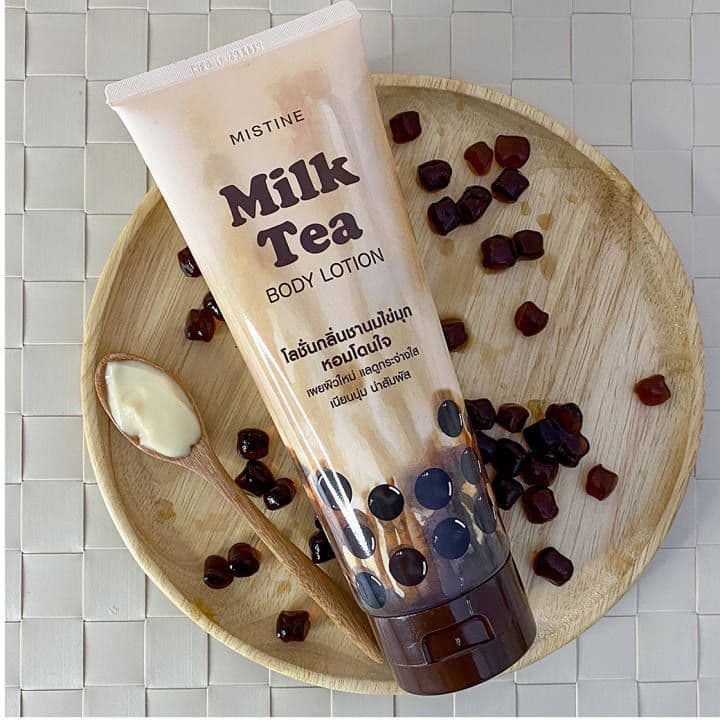 MISTINE
Milk
Tea
BODY LOTION
โลชั่นกลิ่นชานมไข่มุก
หอมโดนใจ
เผยผิวใหม่ แลดูกระจ่างใส
เนียนนุ่ม น่าสัมผัส